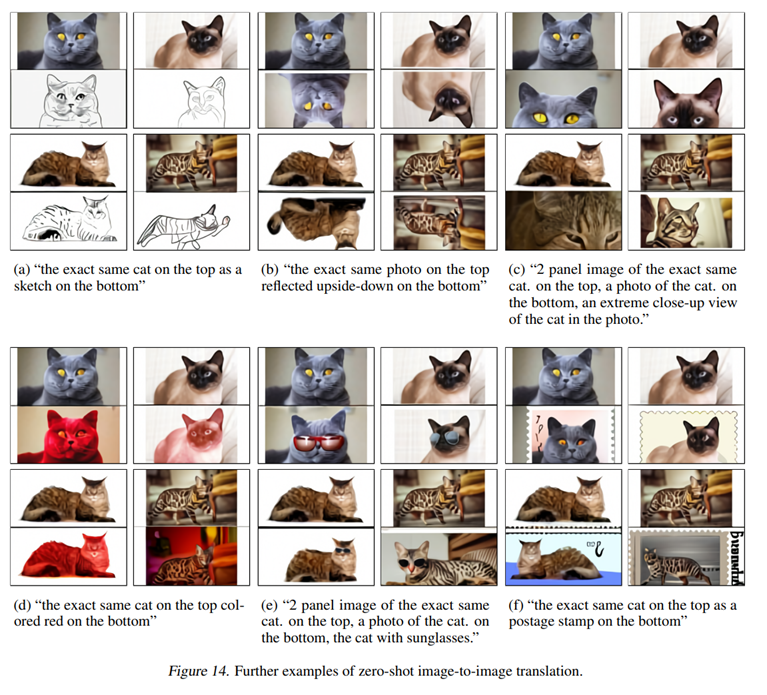 (a) “the exact same cat on the top as a
sketch on the bottom”
(b) “the exact same photo on the top
reflected upside-down on the bottom”
(c) “2 panel image of the exact same
cat. on the top, a photo of the cat. on
the bottom, an extreme close-up view
of the cat in the photo.”
(d) “the exact same cat on the top col-
ored red on the bottom”
(e) “2 panel image of the exact same
cat. on the top, a photo of the cat. on
the bottom, the cat with sunglasses.”
(f) “the exact same cat on the top as a
postage stamp on the bottom”
Figure 14. Further examples of zero-shot image-to-image translation.